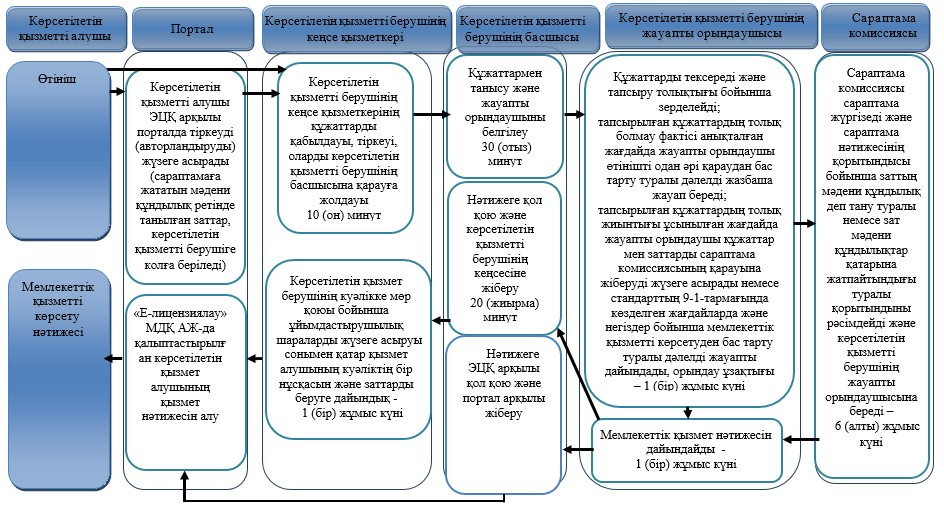 Көрсетілетін
қызметті алушы
Портал
Көрсетілетін қызметті берушінің
кеңсе қызметкері
Көрсетілетін қызметті
берушінің басшысы
Көрсетілетін қызметті берушінің
жауапты орындаушысы
Сараптама
комиссиясы
Өтініш
Көрсетілетін
қызметті алушы
ЭЦҚ арқылы
порталда тіркеуді
(авторландыруды)
жүзеге асырады
(сараптамаға
жататын мәдени
құндылық ретінде
танылған заттар,
көрсетілетін
қызметті берушіге
қолға беріледі)
Көрсетілетін
қызметті берушінің
кеңсе қызметкерінің
құжаттарды
қабылдауы, тіркеуі,
оларды көрсетілетін
қызметті берушінің
басшысына қарауға
жолдауы
10 (он) минут
Құжаттармен
танысу және
жауапты
орындаушыны
белгілеу
30 (отыз)
минут
Құжаттарды тексереді және
тапсыру толықтығы бойынша
зерделейді;
тапсырылған құжаттардың толық
болмау фактісі анықталған
жағдайда жауапты орындаушы
өтінішті одан әрі қараудан бас
тарту туралы дәлелді жазбаша
жауап береді;
тапсырылған құжаттардың толық
жиынтығы ұсынылған жағдайда
жауапты орындаушы құжаттар
мен заттарды сараптама
комиссиясының қарауына
жіберуді жүзеге асырады немесе
стандарттың 9-1-тармағында
көзделген жағдайларда және
негіздер бойынша мемлекеттік
қызметті көрсетуден бас тарту
туралы дәлелді жауапты
дайындады, орындау ұзақтығы
– 1 (бір) жұмыс күні
Сараптама
комиссиясы
сараптама
жүргізеді және
сараптама
нәтижесінің
қорытындысы
бойынша заттың
мәдени құндылық
деп тану туралы
немесе зат
мәдени
құндылықтар
қатарына
жатпайтындығы
туралы
қорытындыны
рәсімдейді және
көрсетілетін
қызметті
берушінің
жауапты
орындаушысына
береді –
6 (алты) жұмыс
күні
Нәтижеге қол
қою және
көрсетілетін
қызметті
берушінің
кеңсесіне
жіберу
20 (жиырма)
минут
Мемлекеттік
қызметті
көрсету
нәтижесі
«Е-лицензиялау»
МДҚ АЖ-да
қалыптастырылғ
ан көрсетілетін
қызмет
алушының
қызмет
нәтижесін алу
Көрсетілетін қызмет
берушінің куәлікке мөр
қоюы бойынша
ұйымдастырушылық
шараларды жүзеге асыруы
сонымен қатар қызмет
алушының куәліктің бір
нұсқасын және заттарды
беруге дайындық -
1 (бір) жұмыс күні
Нәтижеге
ЭЦҚ арқылы
қол қою және
портал арқылы
жіберу
Мемлекеттік қызмет нәтижесін
дайындайды -
1 (бір) жұмыс күні